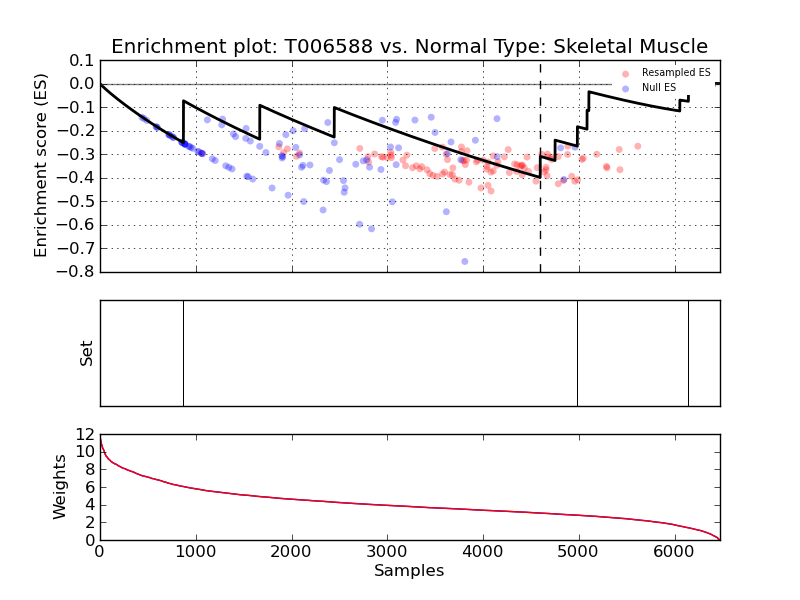 Enrichment plot: T006588 vs. Normal Type: Skeletal Muscle
Enrichment score (ES)
0.1
0.0
−0.1
−0.2
−0.3
−0.4
−0.5
−0.6
−0.7
−0.8
Resampled ES
Null ES
Set
Weights
12
10
8
6
4
2
0
0 1000 2000 3000 4000 5000 6000
Samples